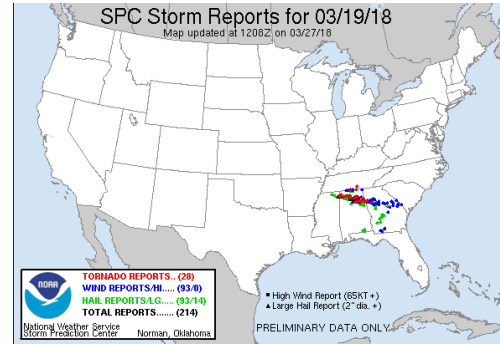 SPC Storm Reports for 03/19/18
Map updated at 1208Z on 03/27/18
NOAA
TORNADO REPORTS.. (28)
WIND REPORTS/HI..... (93/0)
HAIL REPORTS/LG..... (93/14)
TOTAL REPORTS....... (214)
National Weather Service
Storm Prediction Center Norman, Oklahoma
High Wind Report (65KT +)
Large Hail Report (2" dia. +)
PRELIMINARY DATA ONLY